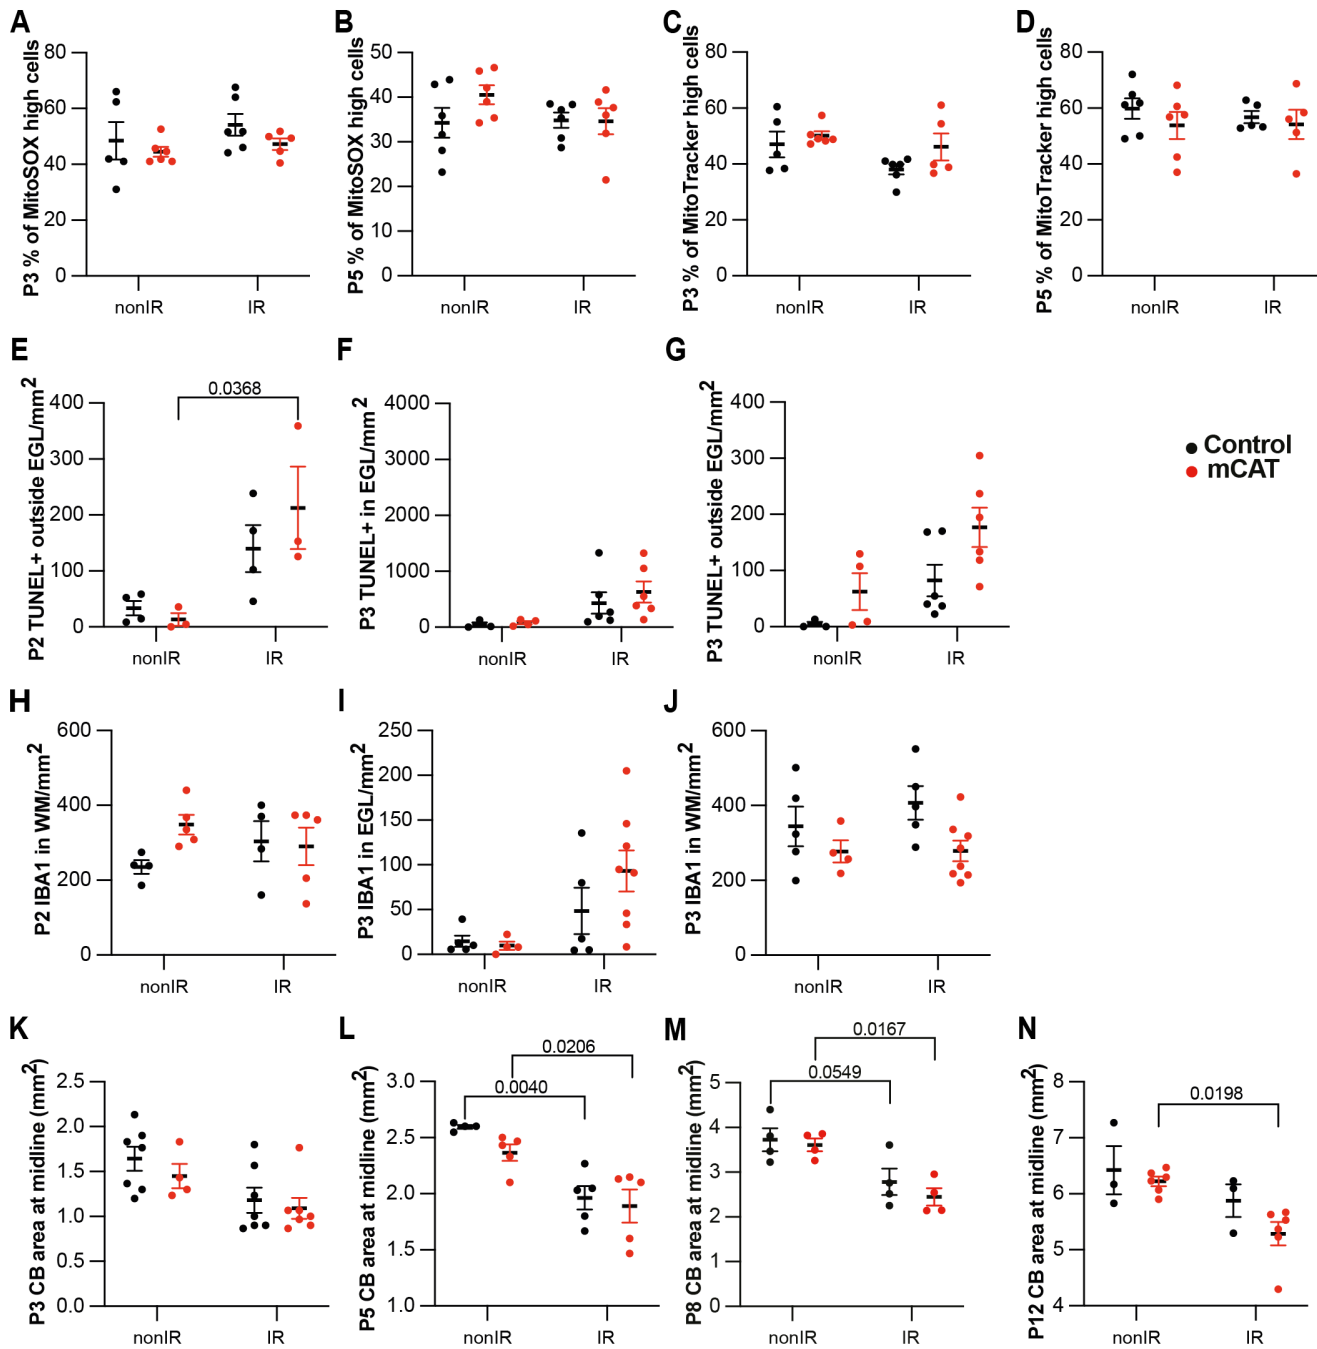 A
P3 % of MitoSOX high cells
80
60
40
20
0
nonIR
IR
B
P5 % of MitoSOX high cells
50
40
30
20
10
0
nonIR
IR
C
P3 % of MitoTracker high cells
80
60
40
20
0
nonIR
IR
D
P5 % of MitoTracker high cells
80
60
40
20
0
nonIR
IR
E
P2 TUNEL+ outside EGL/mm2
400
300
200
100
0
0.0368
nonIR
IR
F
P3 TUNEL+ in EGL/mm2
4000
3000
2000
1000
0
nonIR
IR
G
P3 TUNEL+ outside EGL/mm2
400
300
200
100
0
nonIR
IR
Control
mCAT
H
P2 IBA1 in WM/mm2
600
400
200
0
nonIR
IR
I
P3 IBA1 in EGL/mm2
250
200
150
100
50
0
nonIR
IR
J
P3 IBA1 in WM/mm2
600
400
200
0
nonIR
IR
K
P3 CB area at midline (mm2)
2.5
2.0
1.5
1.0
0.5
0.0
nonIR
IR
L
P5 CB area at midline (mm2)
3.0
2.5
2.0
1.5
1.0
0.0206
0.0040
nonIR
IR
M
P8 CB area at midline (mm2)
5
4
3
2
1
0
0.0167
0.0549
nonIR
IR
N
P12 CB area at midline (mm2)
8
7
6
5
4
0.0198
nonIR
IR